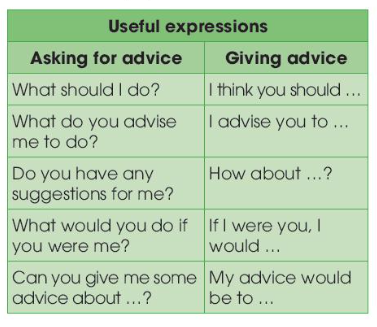 Useful expressions
Asking for advice Giving advice
What should I do? I think you should ...
What do you advise I advise you to ...
me to do?
Do you have any How about ...?
suggestions for me?
What would you do if If I were you, I
you were me? would ...
Can you give me some My advice would
advice about ...? be to ...